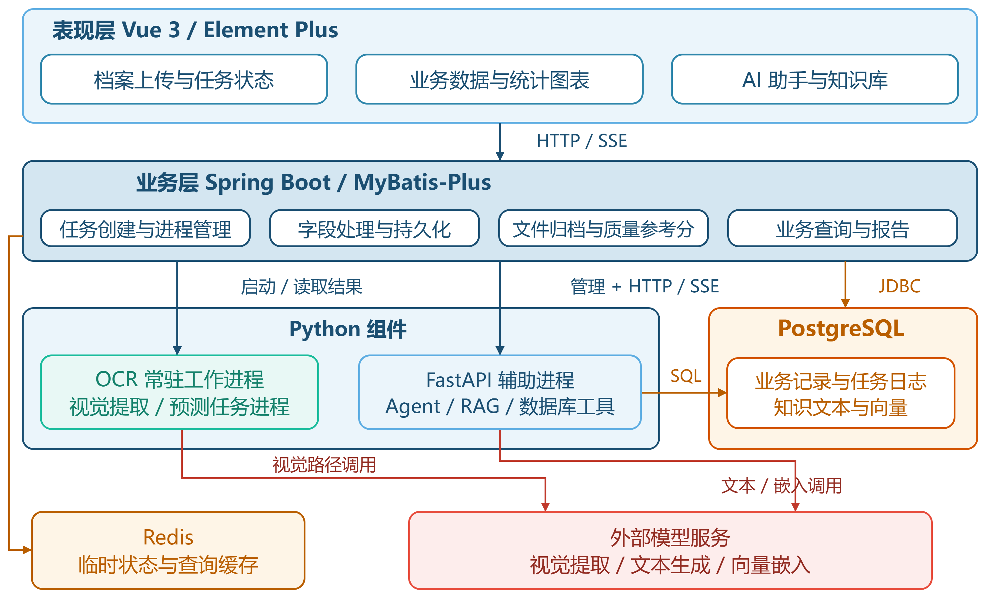 表现层 Vue 3 / Element Plus
档案上传与任务状态
业务数据与统计图表
AI 助手与知识库
HTTP / SSE
业务层 Spring Boot / MyBatis-Plus
任务创建与进程管理
字段处理与持久化
文件归档与质量参考分
业务查询与报告
启动 / 读取结果
管理 + HTTP / SSE
JDBC
Python 组件
OCR 常驻工作进程
视觉提取 / 预测任务进程
FastAPI 辅助进程
Agent / RAG / 数据库工具
SQL
PostgreSQL
业务记录与任务日志
知识文本与向量
视觉路径调用
文本 / 嵌入调用
Redis
临时状态与查询缓存
外部模型服务
视觉提取 / 文本生成 / 向量嵌入